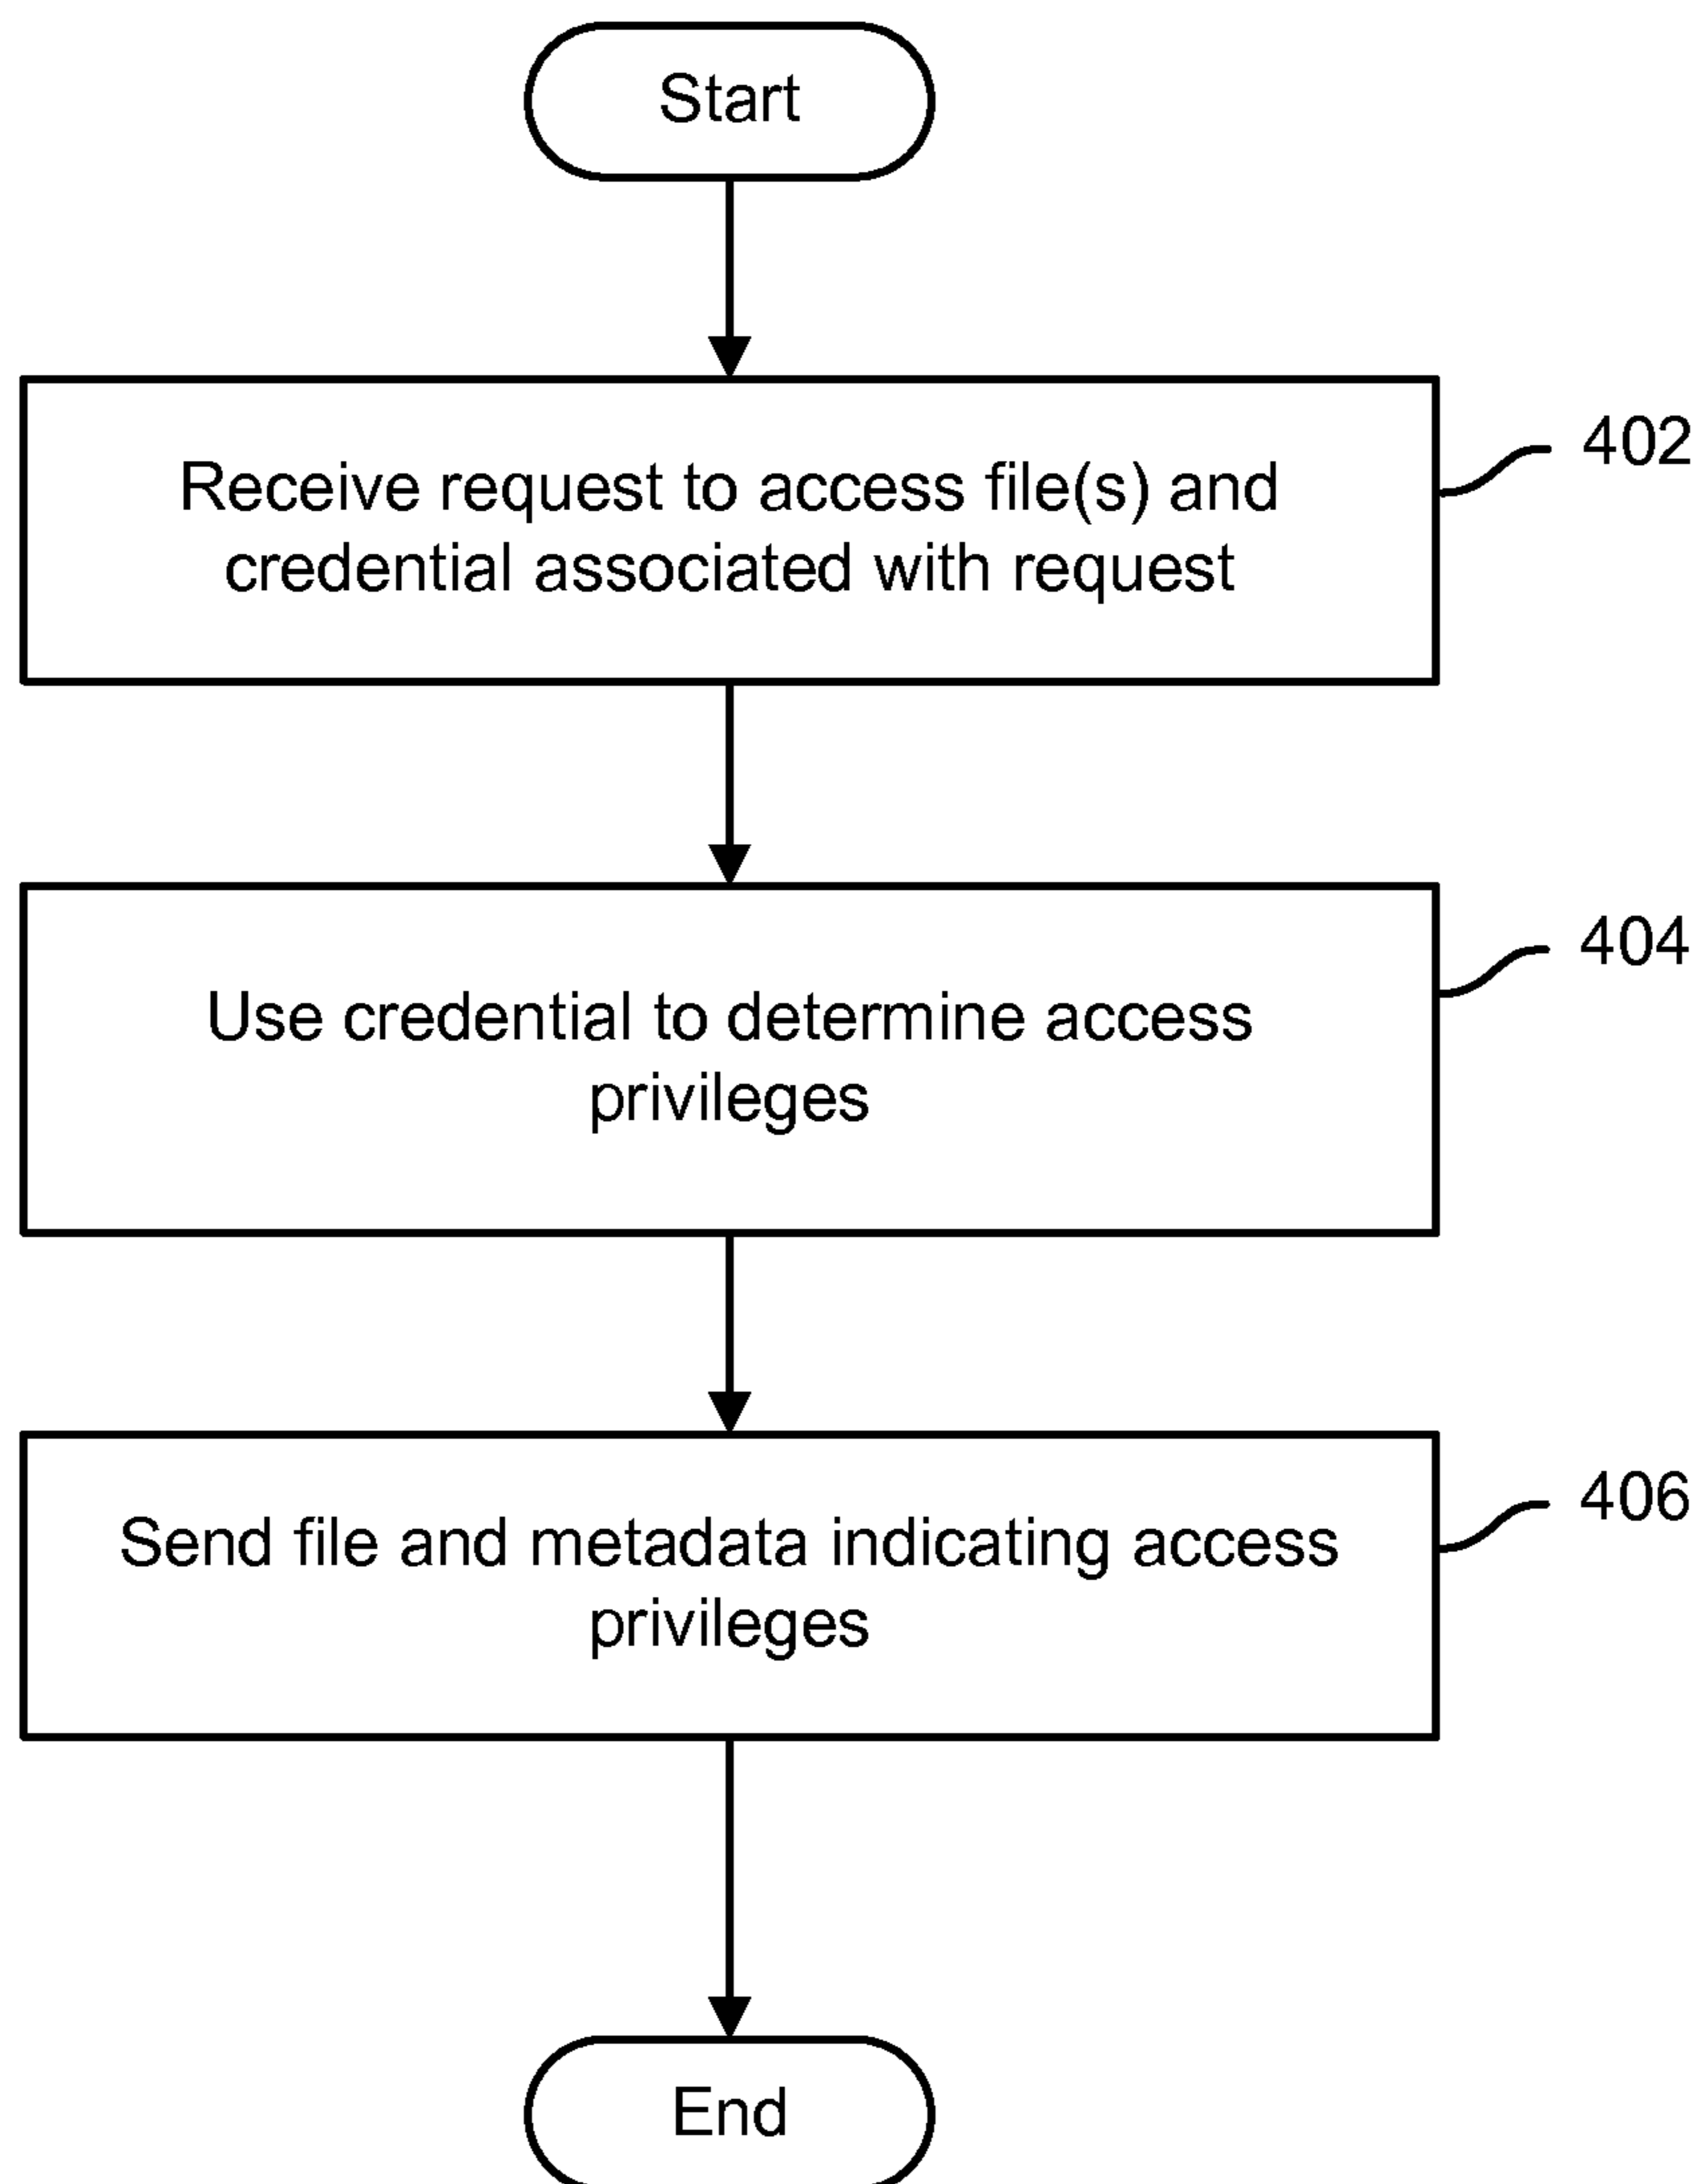 Start
Receive request to access file(s) and
credential associated with request
402
Use credential to determine access
privileges
404
Send file and metadata indicating access
privileges
406
End